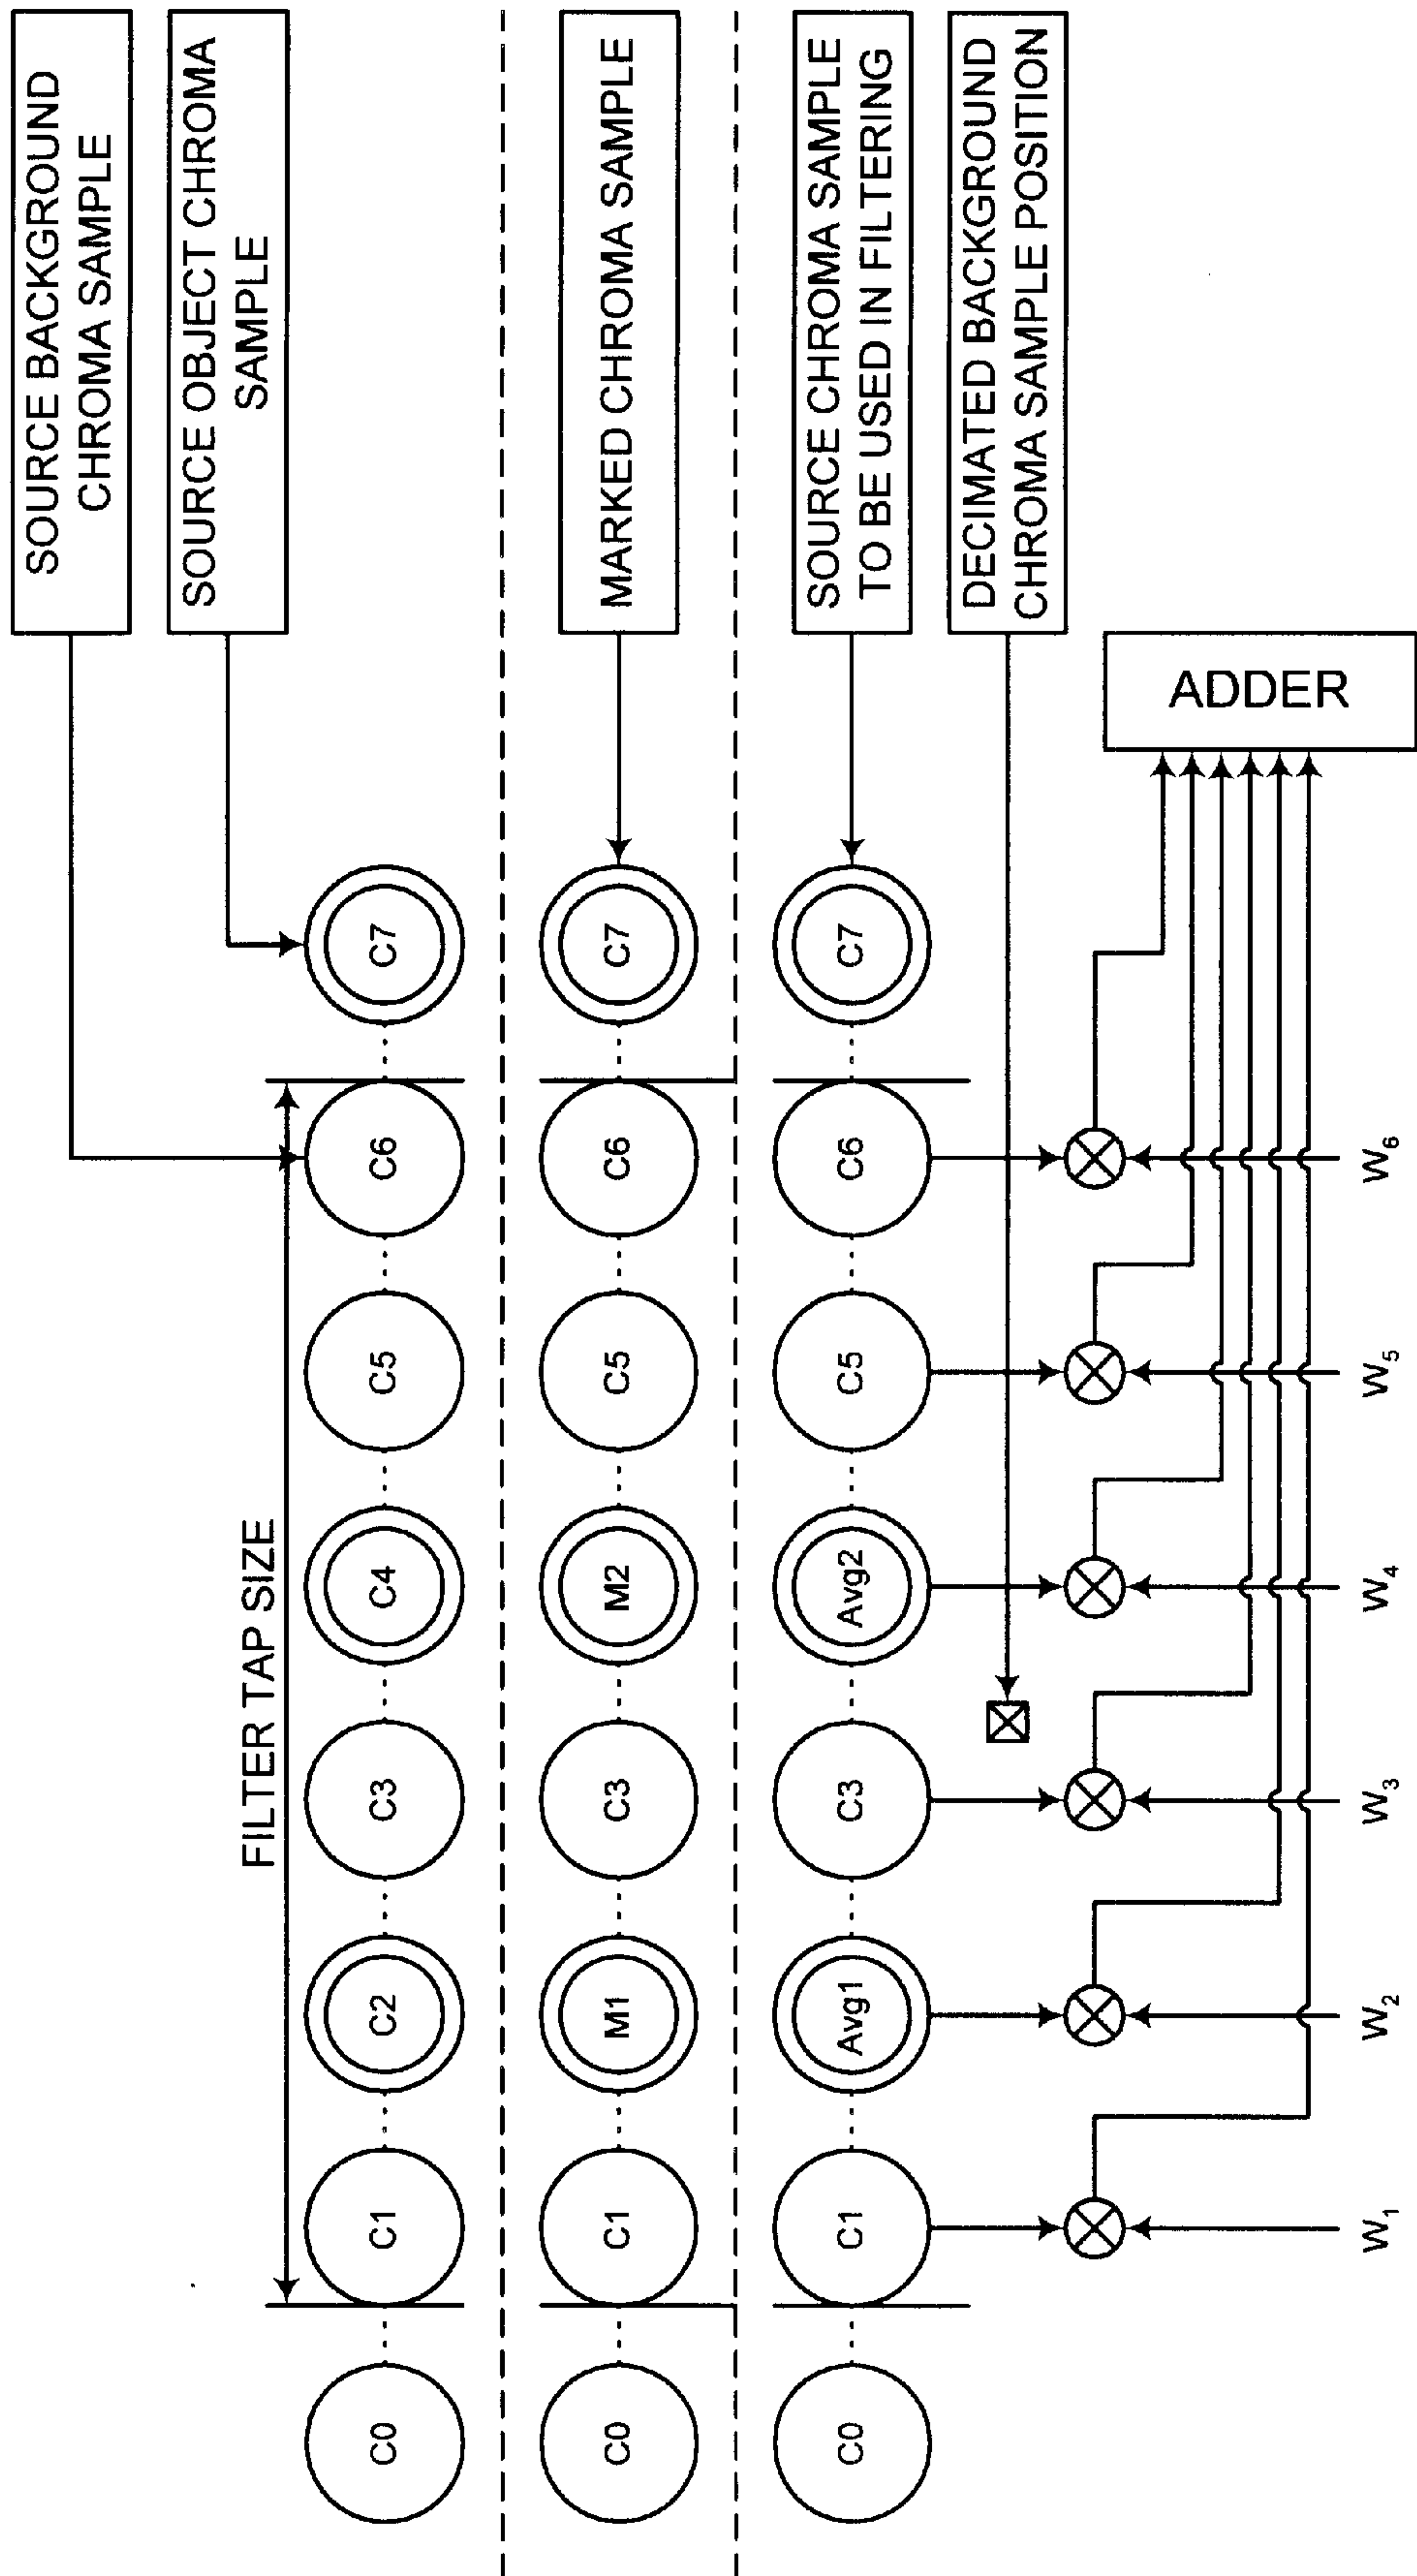 SOURCE BACKGROUND
CHROMA SAMPLE
SOURCE OBJECT CHROMA
SAMPLE
FILTER TAP SIZE
C0
C1
C2
C3
C4
C5
C6
C7
MARKED CHROMA SAMPLE
C0
C1
M1
C3
M2
C5
C6
C7
SOURCE CHROMA SAMPLE
TO BE USED IN FILTERING
C0
C1
Avg1
C3
Avg2
C5
C6
C7
DECIMATED BACKGROUND
CHROMA SAMPLE POSITION
ADDER
W1
W2
W3
W4
W5
W6